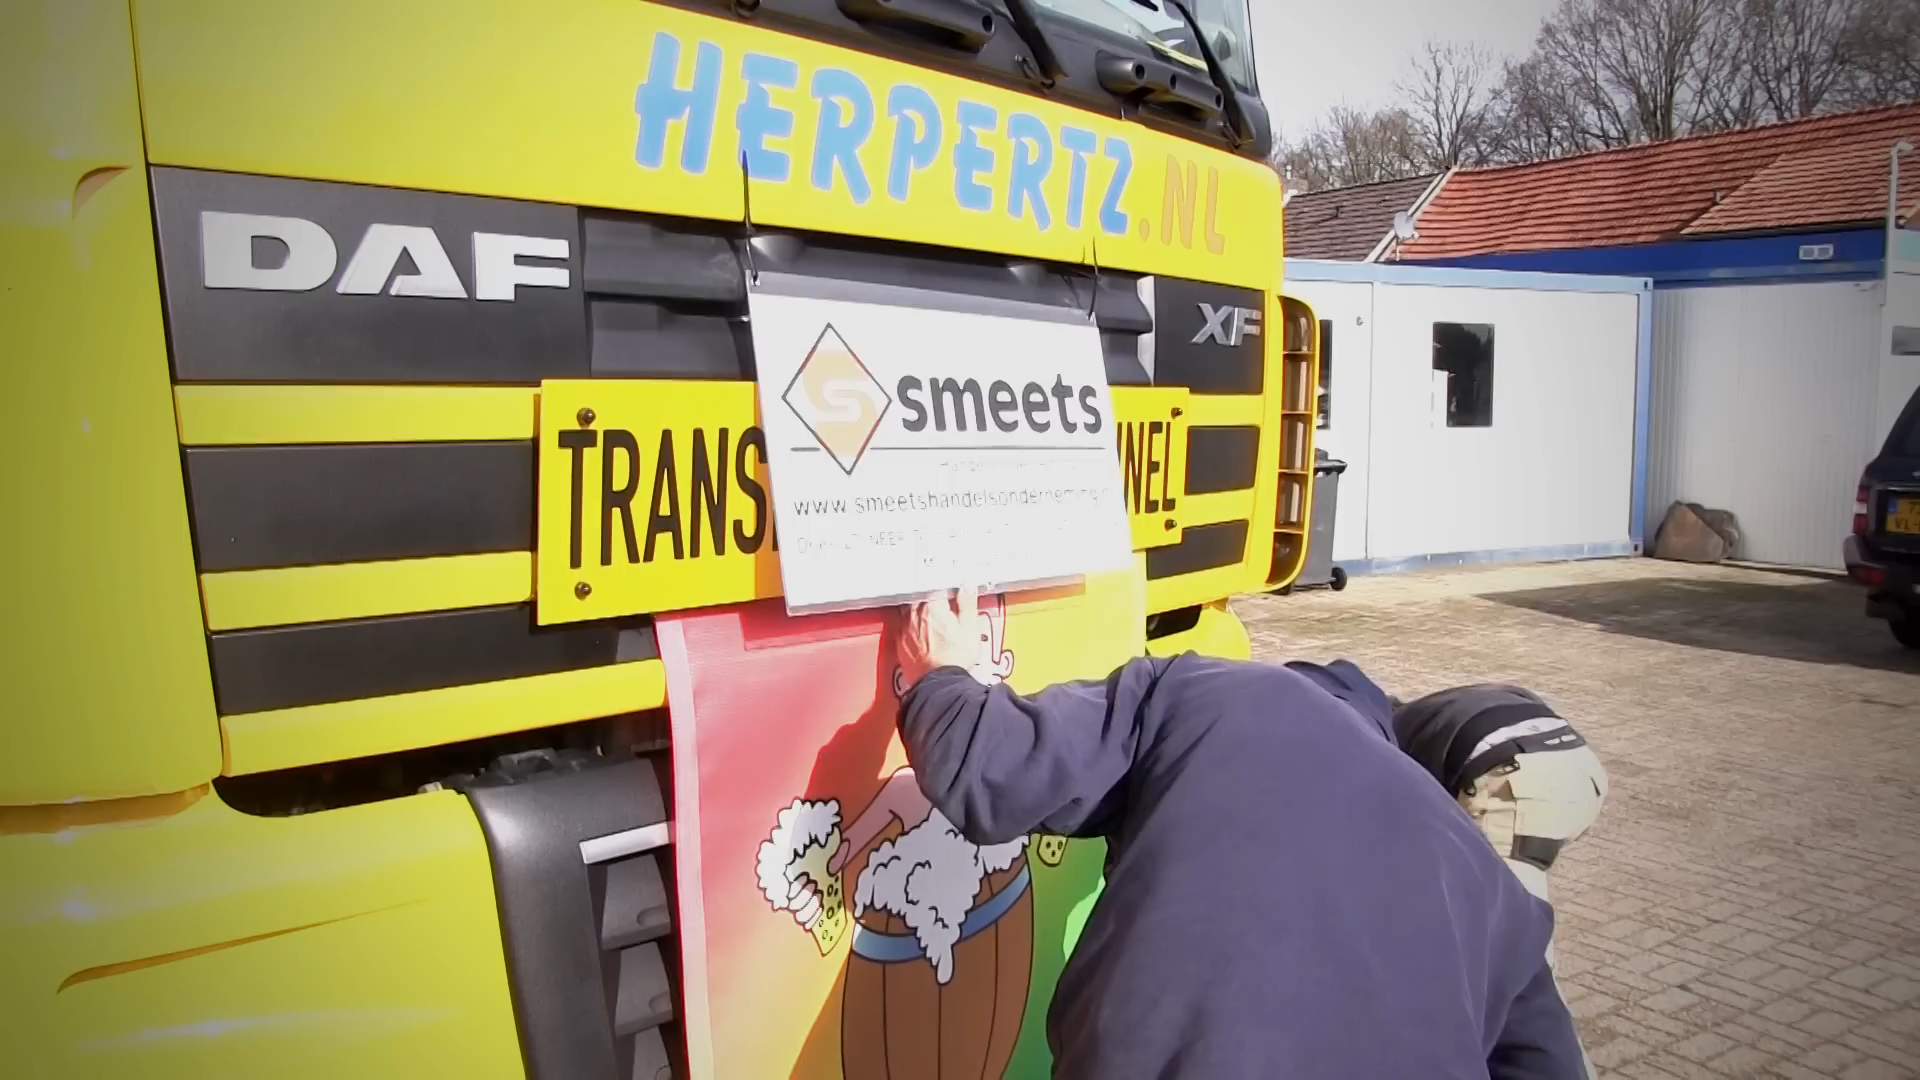 HERPERTZ.NL
DAF
XF
smeets
TRANS
NEL
www.smeetshandelsonderneming